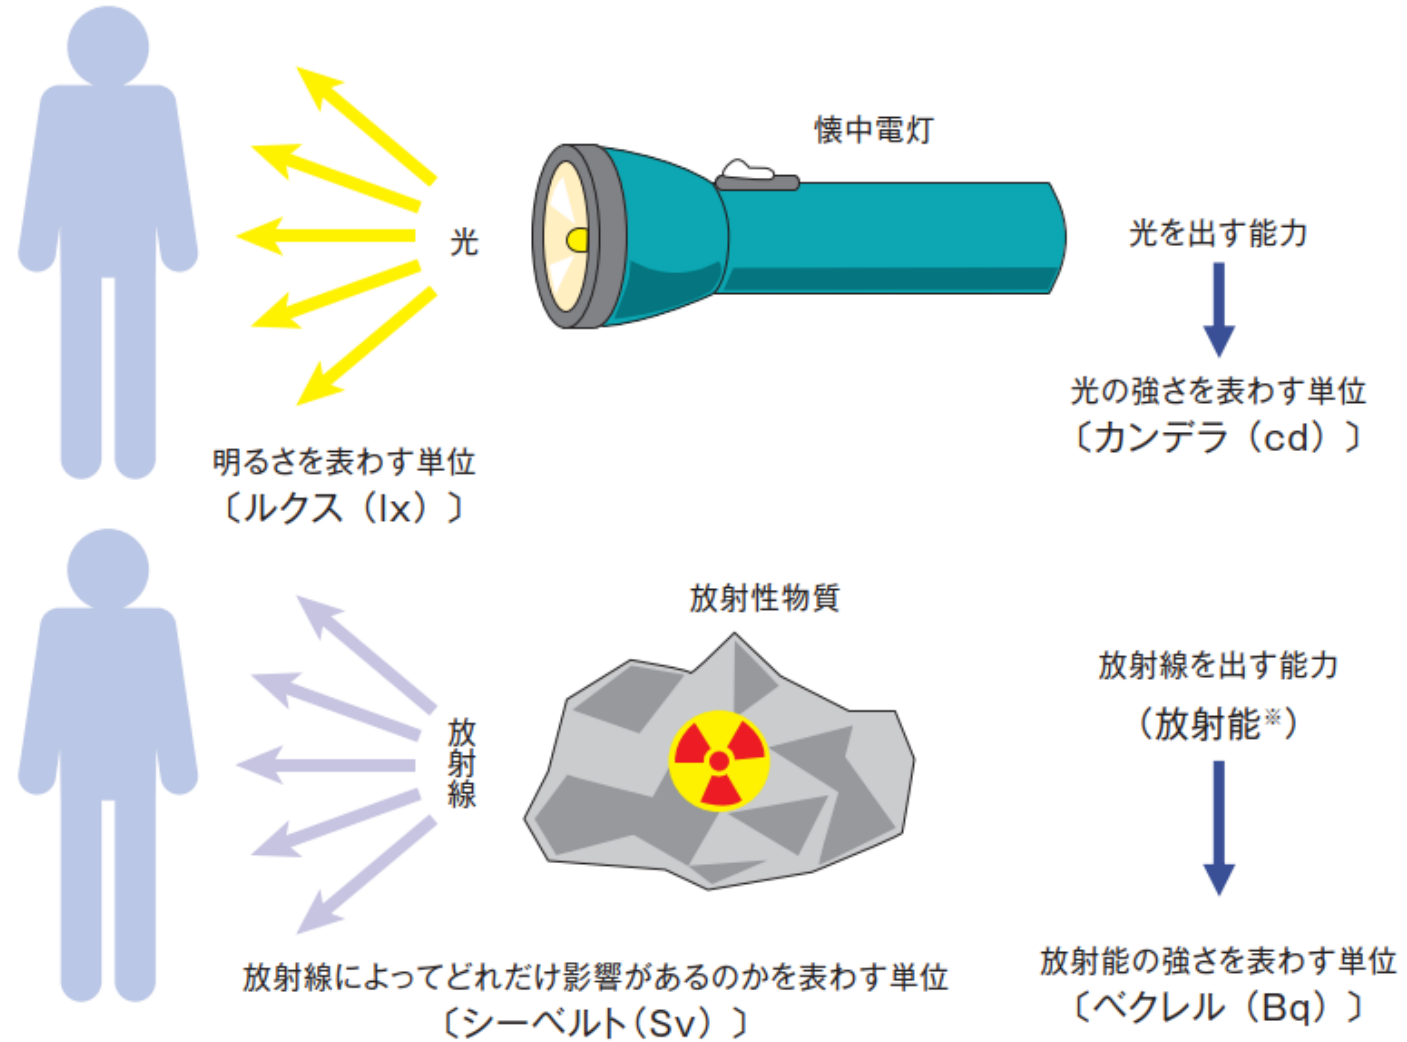 懐中電灯
光
光を出す能力
光の強さを表わす単位
〔カンデラ（cd）〕
明るさを表わす単位
〔ルクス（lx）〕
放射性物質
放射線
放射線を出す能力
（放射能※）
放射線によってどれだけ影響があるのかを表わす単位
〔シーベルト（Sv）〕
放射能の強さを表わす単位
〔ベクレル（Bq）〕